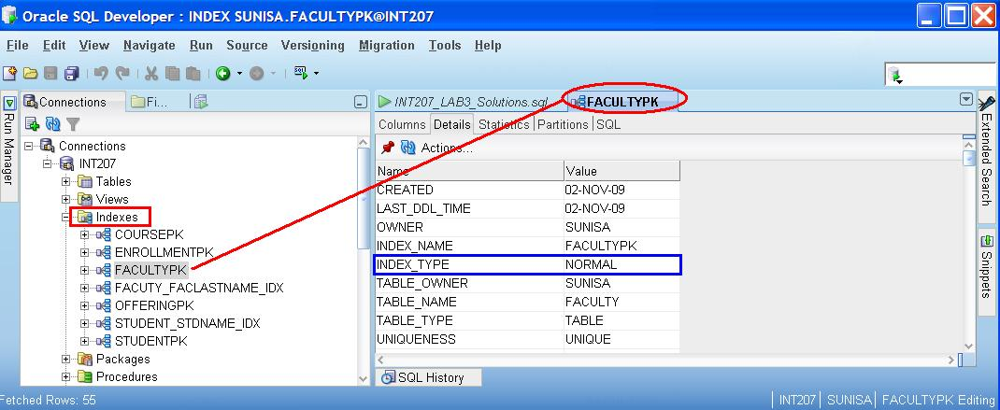 Oracle SQL Developer : INDEX SUNISA.FACULTYPK@INT207
File Edit View Navigate Run Source Versioning Migration Tools Help
SQL
Run Manager
Connections
Fi...
Connections
INT207
Tables
Views
Indexes
COURSEPK
ENROLLMENTPK
FACULTYPK
FACUTY_FACLASTNAME_IDX
OFFERINGPK
STUDENT_STDNAME_IDX
STUDENTPK
Packages
Procedures
INT207_LAB3_Solutions.sql
FACULTYPK
Columns Details Statistics Partitions SQL
Actions...
Name Value
CREATED 02-NOV-09
LAST_DDL_TIME 02-NOV-09
OWNER SUNISA
INDEX_NAME FACULTYPK
INDEX_TYPE NORMAL
TABLE_OWNER SUNISA
TABLE_NAME FACULTY
TABLE_TYPE TABLE
UNIQUENESS UNIQUE
SQL History
Extended Search
Snippets
Fetched Rows: 55
INT207 SUNISA FACULTYPK Editing